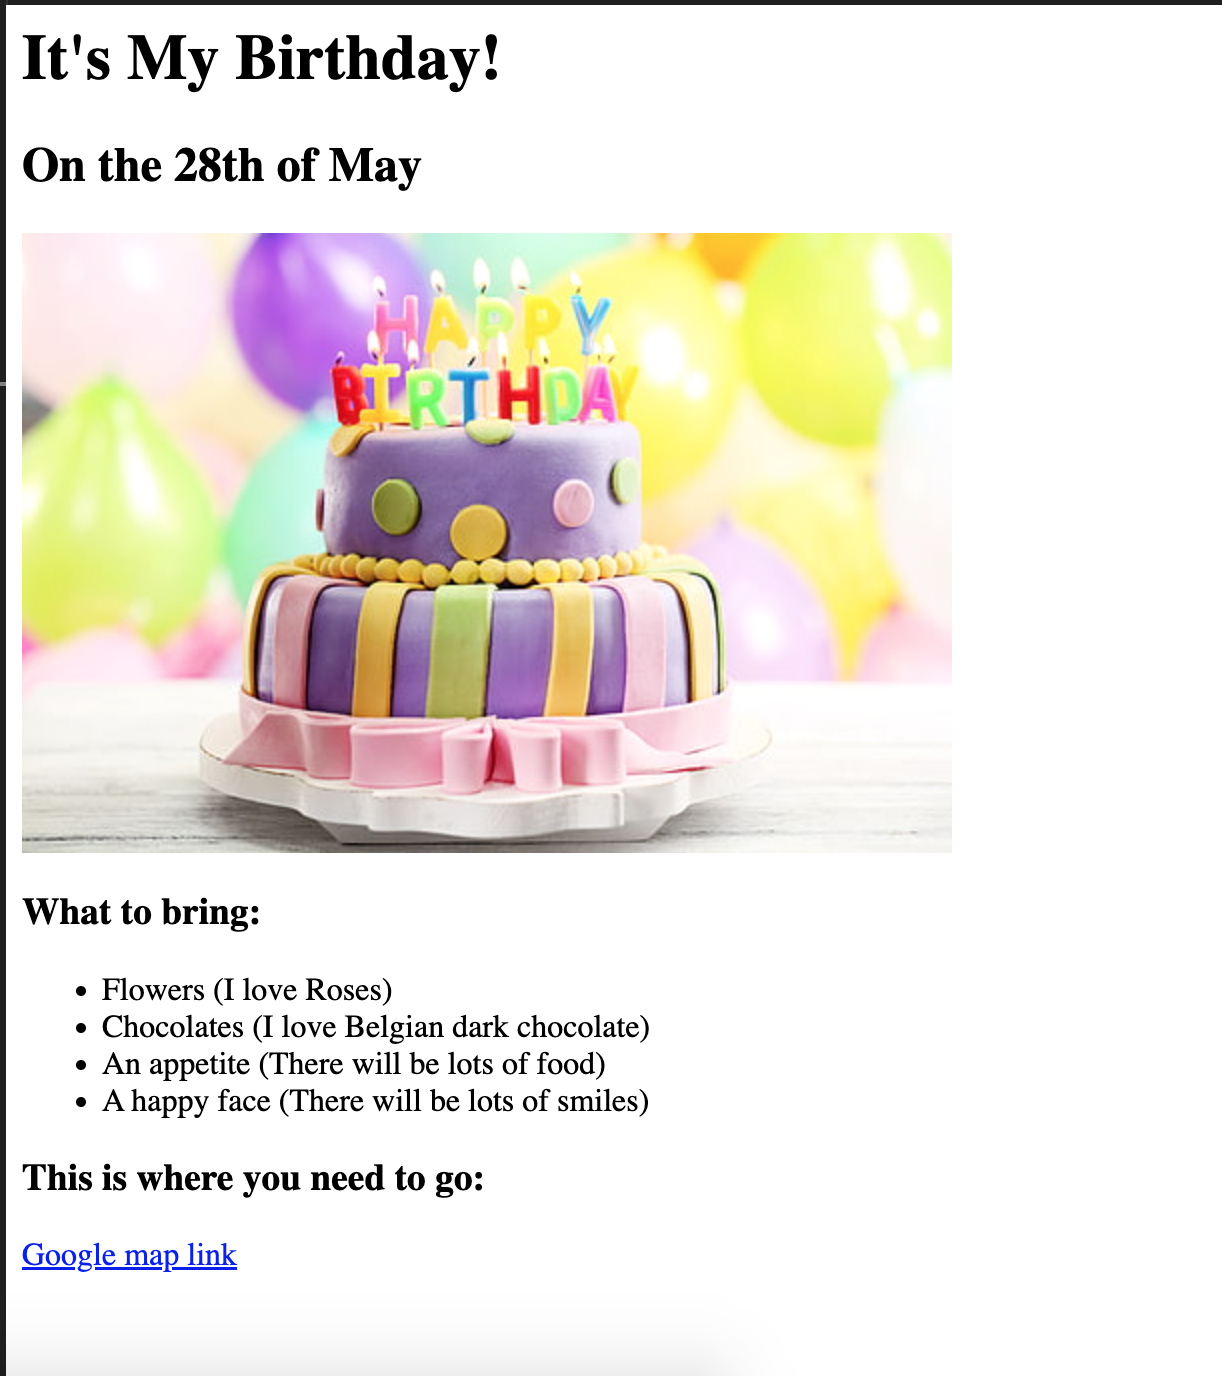 It's My Birthday!
On the 28th of May
HAPPY
BIRTHDAY
What to bring:
Flowers (I love Roses)
Chocolates (I love Belgian dark chocolate)
An appetite (There will be lots of food)
A happy face (There will be lots of smiles)
This is where you need to go:
Google map link